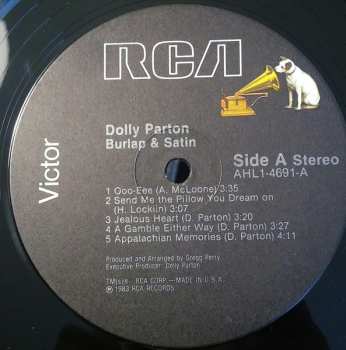 RCA
Victor
Dolly Parton
Burlap & Satin
Side A Stereo
AHL1-4691-A
1 Ooo-Eee (A. McLooney) 3:35
2 Send Me the Pillow You Dream on
(H. Locklin) 3:07
3 Jealous Heart (D. Parton) 3:20
4 A Gamble Either Way (D. Parton) 3:27
5 Appalachian Memories (D. Parton) 4:11
Produced and Arranged by Gregg Perry
Executive Producer: Dolly Parton
TM(s)® RCA CORP.—MADE IN U.S.A.
℗ 1983 RCA RECORDS